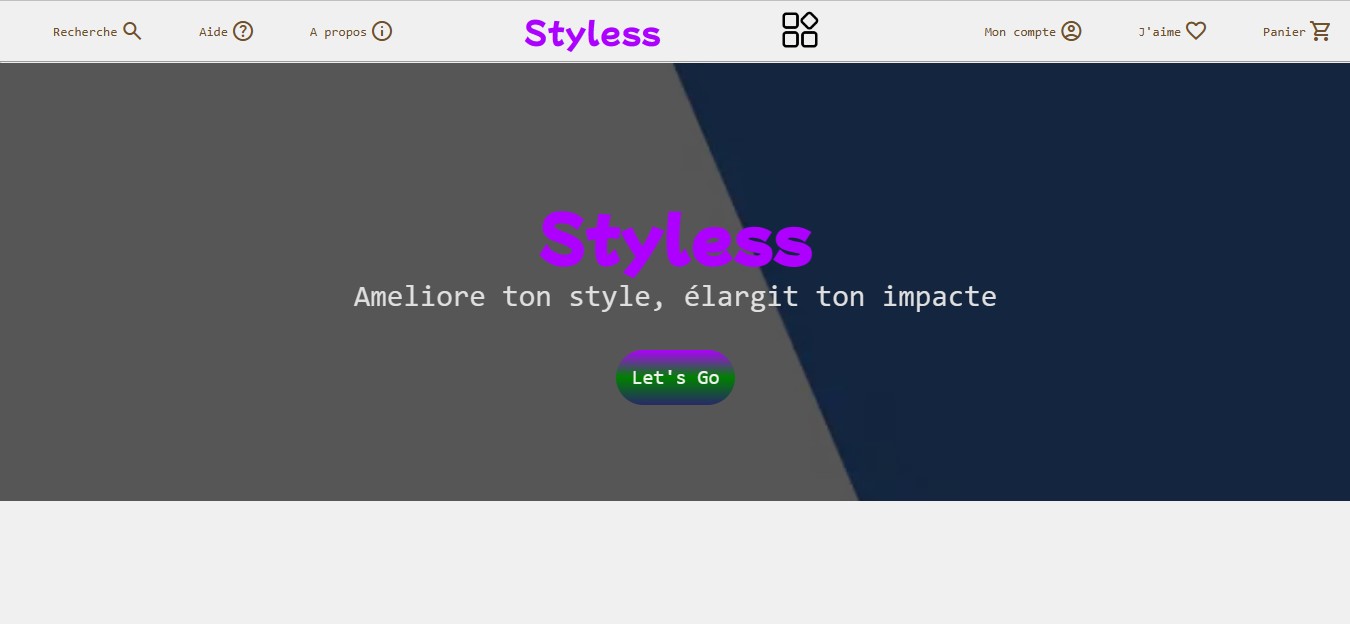 Recherche Aide A propos Styless Mon compte J'aime Panier
Styless
Ameliore ton style, élargit ton impacte
Let's Go